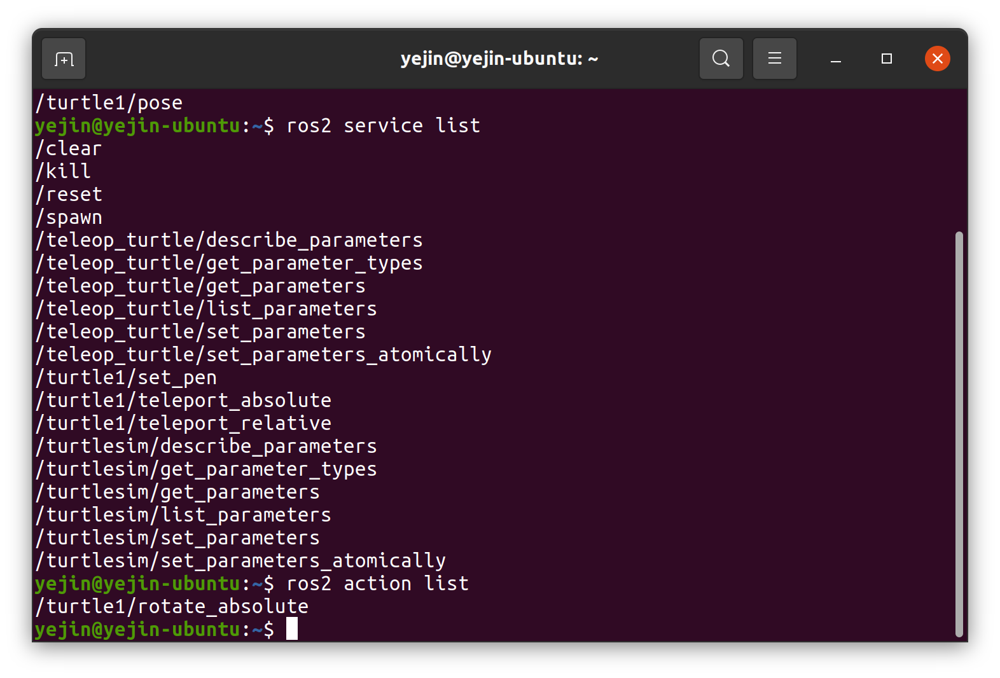 yejin@yejin-ubuntu: ~
/turtle1/pose
yejin@yejin-ubuntu:~$ ros2 service list
/clear
/kill
/reset
/spawn
/teleop_turtle/describe_parameters
/teleop_turtle/get_parameter_types
/teleop_turtle/get_parameters
/teleop_turtle/list_parameters
/teleop_turtle/set_parameters
/teleop_turtle/set_parameters_atomically
/turtle1/set_pen
/turtle1/teleport_absolute
/turtle1/teleport_relative
/turtlesim/describe_parameters
/turtlesim/get_parameter_types
/turtlesim/get_parameters
/turtlesim/list_parameters
/turtlesim/set_parameters
/turtlesim/set_parameters_atomically
yejin@yejin-ubuntu:~$ ros2 action list
/turtle1/rotate_absolute
yejin@yejin-ubuntu:~$